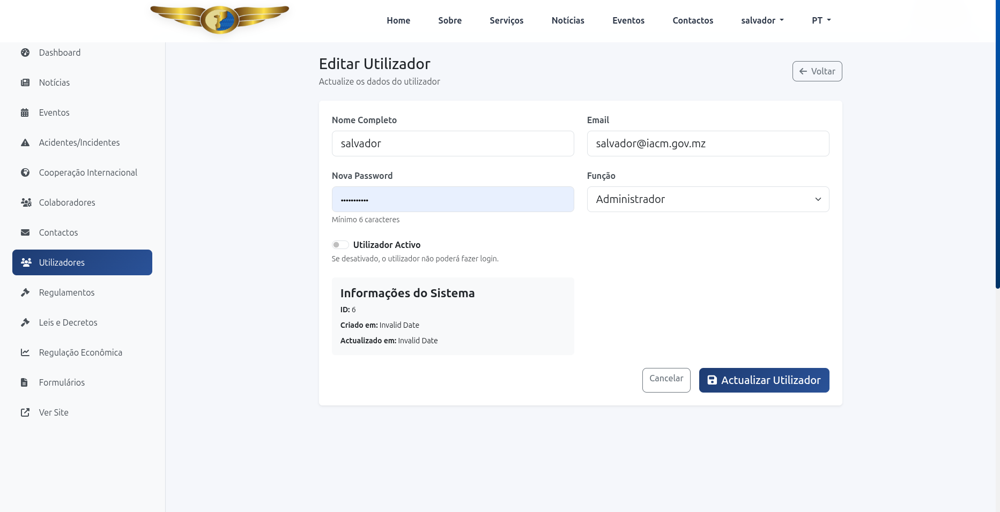 Home
Sobre
Serviços
Notícias
Eventos
Contactos
salvador
PT
Dashboard
Notícias
Eventos
Acidentes/Incidentes
Cooperação Internacional
Colaboradores
Contactos
Utilizadores
Regulamentos
Leis e Decretos
Regulação Econômica
Formulários
Ver Site
Editar Utilizador
Actualize os dados do utilizador
Voltar
Nome Completo
salvador
Email
salvador@iacm.gov.mz
Nova Password
•••••••••••
Mínimo 6 caracteres
Função
Administrador
Utilizador Activo
Se desativado, o utilizador não poderá fazer login.
Informações do Sistema
ID: 6
Criado em: Invalid Date
Actualizado em: Invalid Date
Cancelar
Actualizar Utilizador